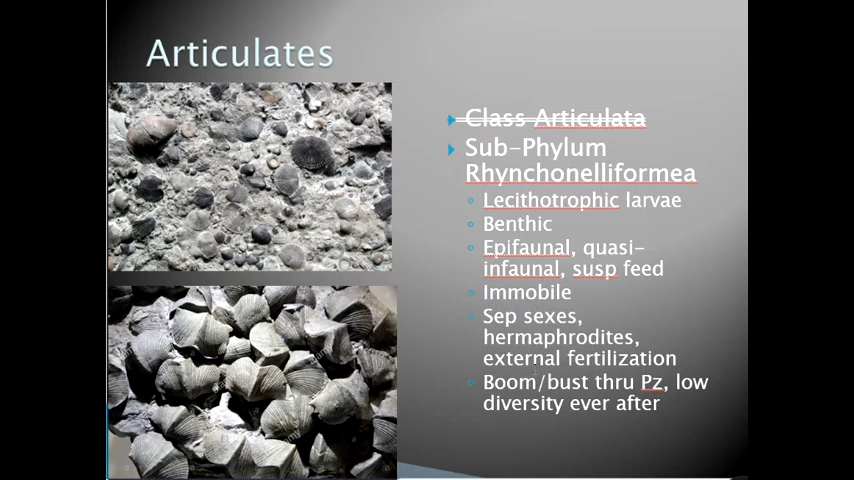 Articulates
Class Articulata
Sub-Phylum
Rhynchonelliformea
Lecithotrophic larvae
Benthic
Epifaunal, quasi-
infaunal, susp feed
Immobile
Sep sexes,
hermaphrodites,
external fertilization
Boom/bust thru Pz, low
diversity ever after